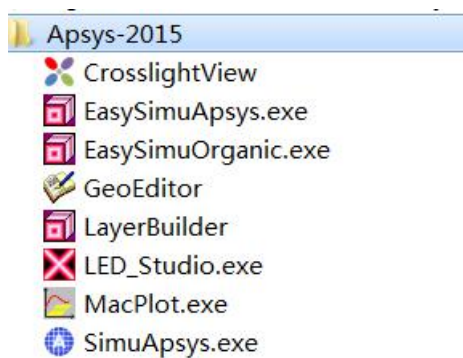 Apsys-2015
CrosslightView
EasySimuApsys.exe
EasySimuOrganic.exe
GeoEditor
LayerBuilder
LED_Studio.exe
MacPlot.exe
SimuApsys.exe